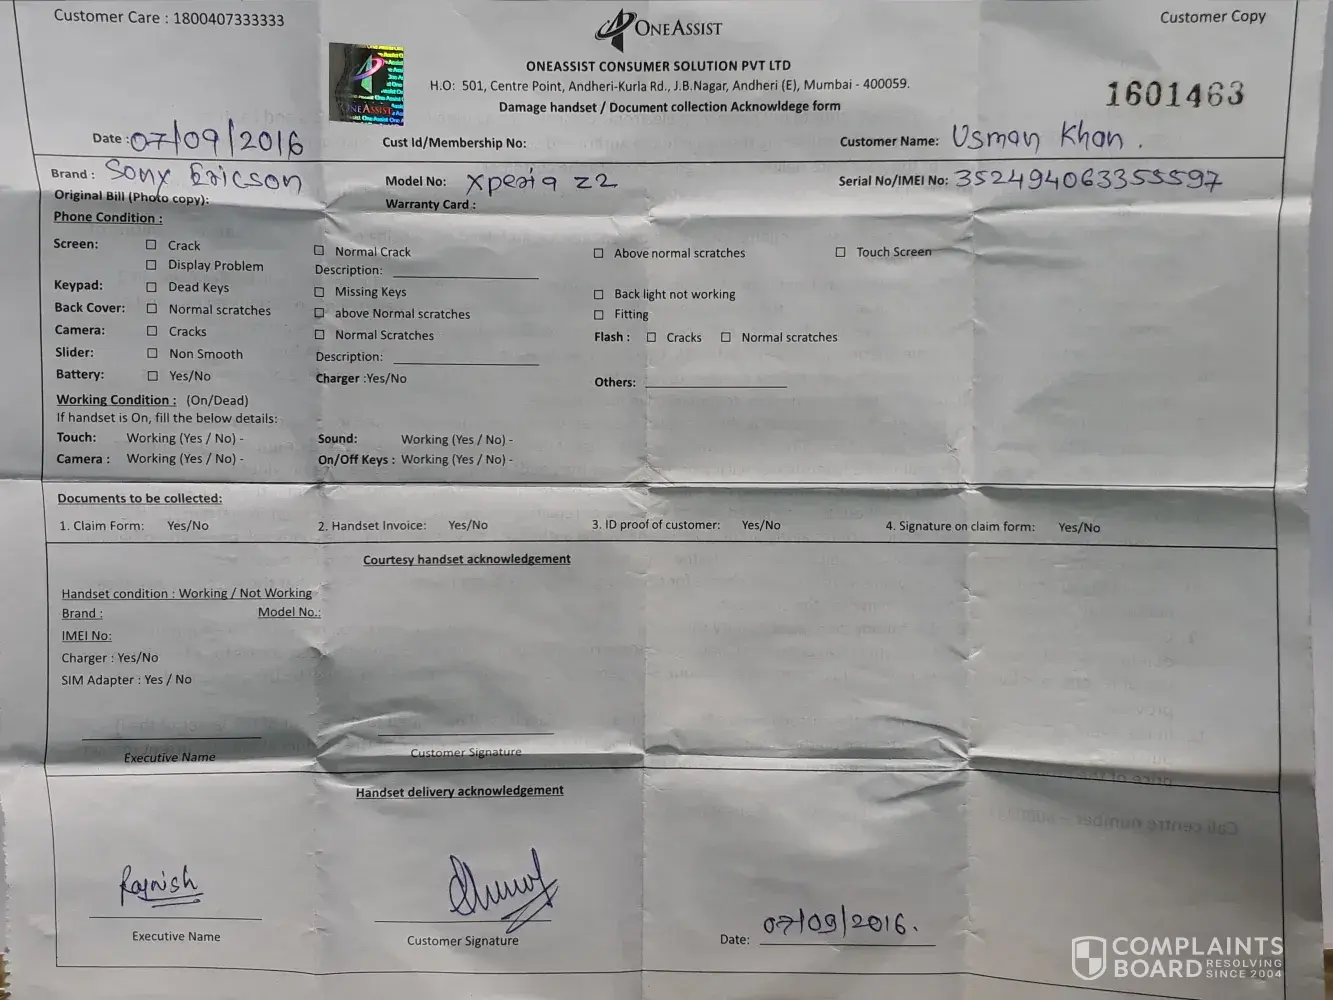 Customer Care : 1800407333333
ONEASSIST
Customer Copy
ONEASSIST CONSUMER SOLUTION PVT LTD
H.O: 501, Centre Point, Andheri-Kurla Rd., J.B.Nagar, Andheri (E), Mumbai - 400059.
Damage handset / Document collection Acknowldege form
1601463
ONEASSIST
Date : 07/09/2016 Cust Id/Membership No: Customer Name: Usman Khan .
Brand : Sony Ericson Model No: Xperia Z2 Serial No/IMEI No: 352494063353597
Original Bill (Photo copy): Warranty Card :
Phone Condition :
Screen: Crack Normal Crack Above normal scratches Touch Screen
Display Problem Description:
Keypad: Dead Keys Missing Keys Back light not working
Back Cover: Normal scratches above Normal scratches Fitting
Camera: Cracks Normal Scratches Flash : Cracks Normal scratches
Slider: Non Smooth Description:
Battery: Yes/No Charger :Yes/No Others:
Working Condition : (On/Dead)
If handset is On, fill the below details:
Touch: Working (Yes / No) - Sound: Working (Yes / No) -
Camera : Working (Yes / No) - On/Off Keys : Working (Yes / No) -
Documents to be collected:
1. Claim Form: Yes/No 2. Handset Invoice: Yes/No 3. ID proof of customer: Yes/No 4. Signature on claim form: Yes/No
Courtesy handset acknowledgement
Handset condition : Working / Not Working
Brand : Model No.:
IMEI No:
Charger : Yes/No
SIM Adapter : Yes / No
Executive Name Customer Signature
Handset delivery acknowledgement
Rajnish
07/09/2016.
Executive Name Customer Signature Date:
COMPLAINTS
BOARD RESOLVING
SINCE 2004